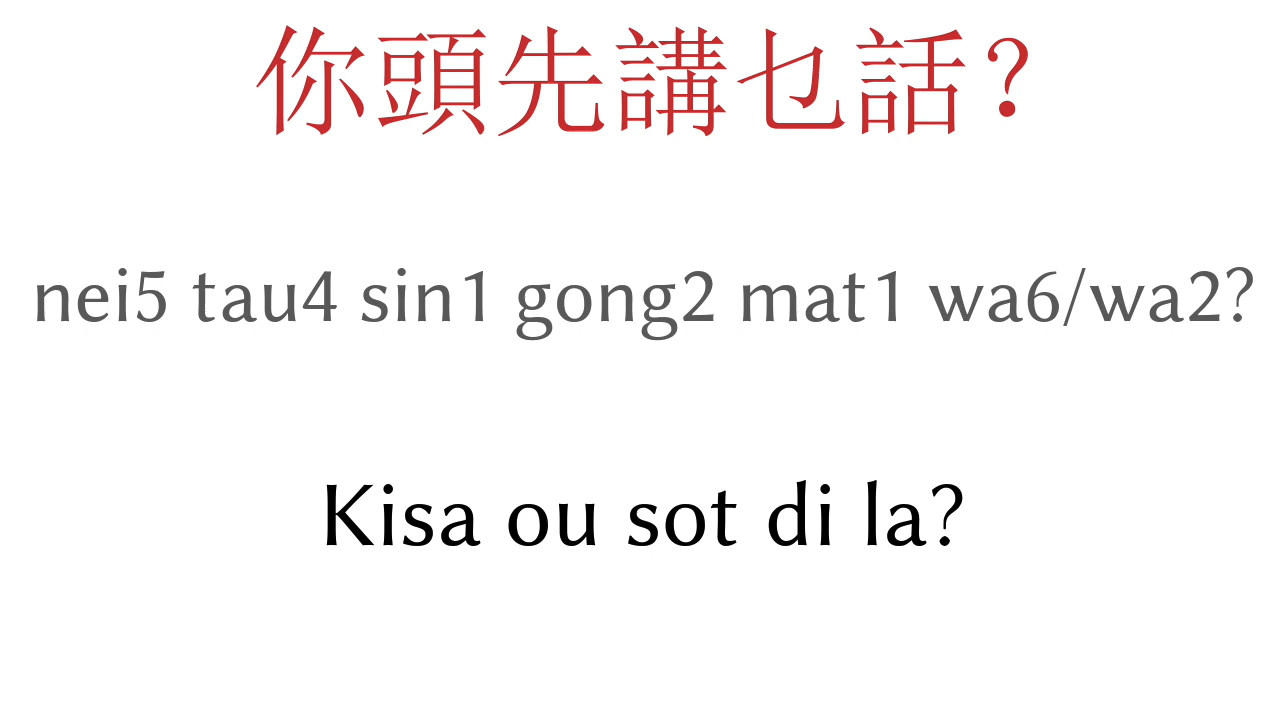 你頭先講乜話？
nei5 tau4 sin1 gong2 mat1 wa6/wa2?
Kisa ou sot di la?